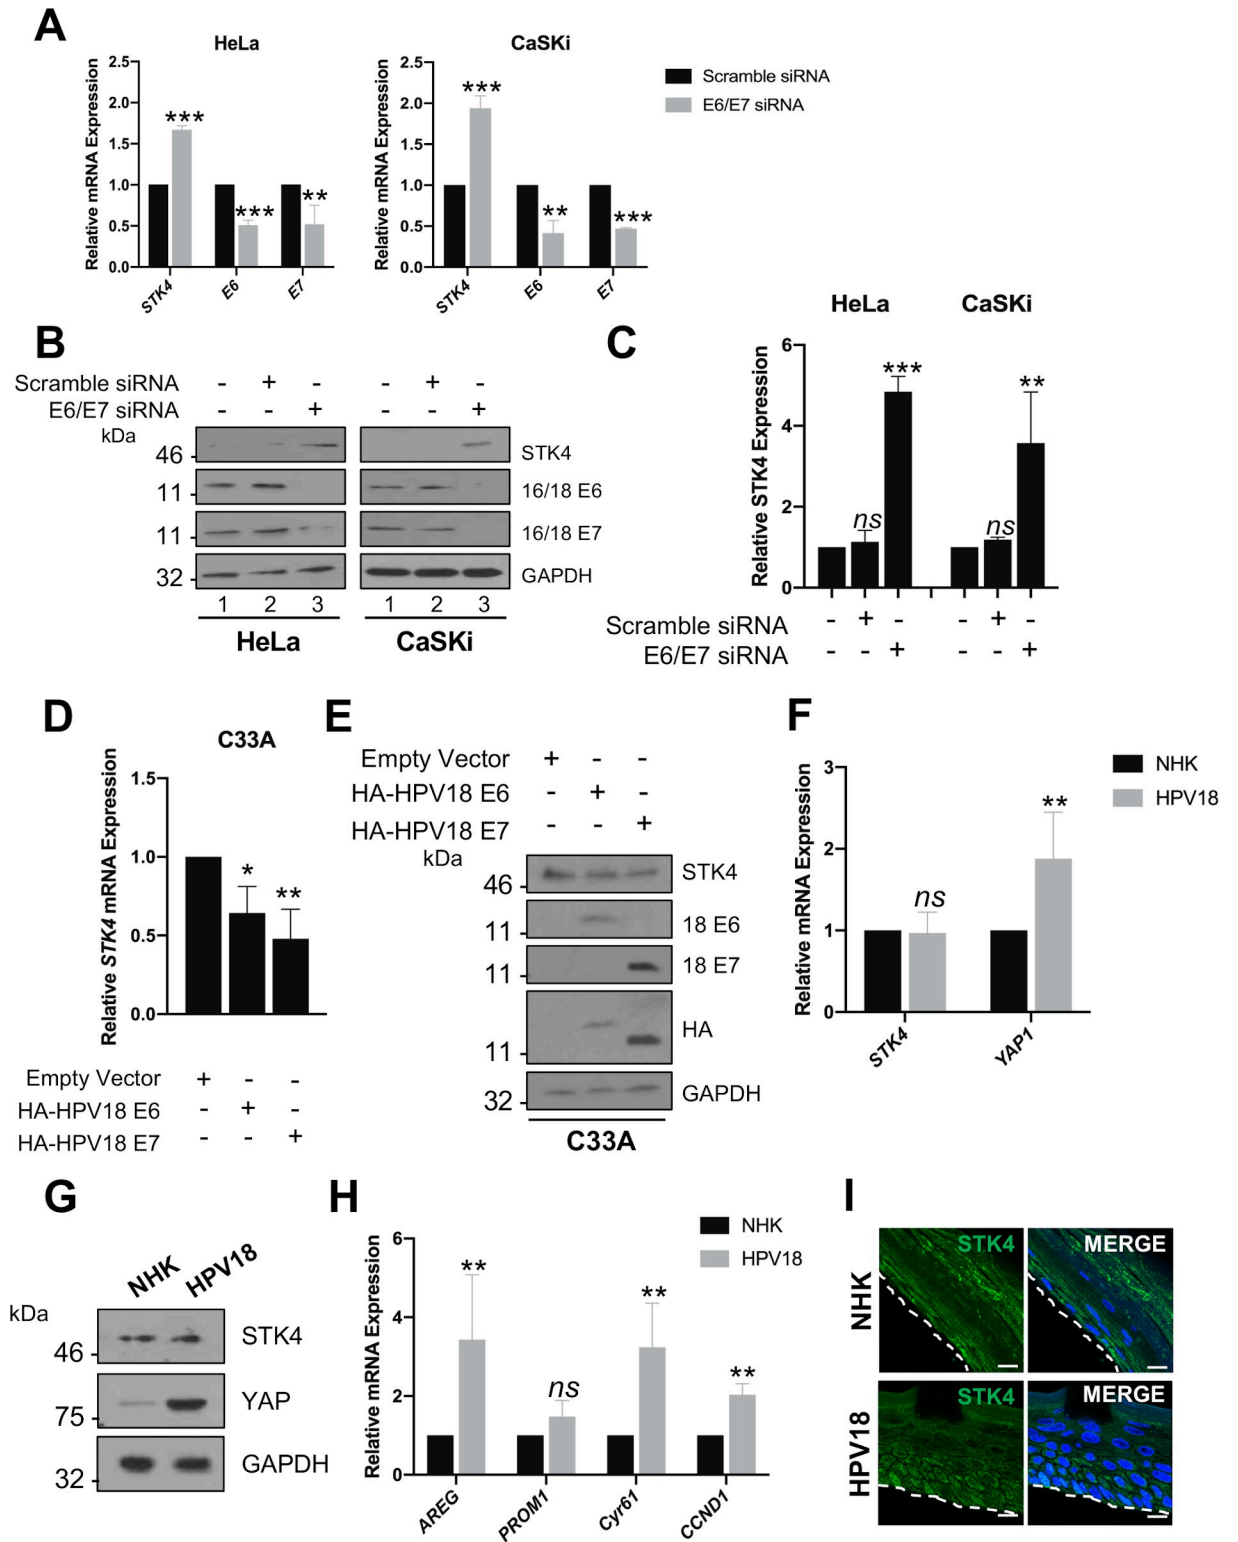 A
HeLa
CaSKi
Relative mRNA Expression
2.5
2.0
1.5
1.0
0.5
0.0
***
***
**
STK4
E6
E7
Relative mRNA Expression
2.5
2.0
1.5
1.0
0.5
0.0
***
**
***
STK4
E6
E7
Scramble siRNA
E6/E7 siRNA
B
Scramble siRNA - + - - + -
E6/E7 siRNA - - + - - +
kDa
46 STK4
11 16/18 E6
11 16/18 E7
32 GAPDH
1 2 3 1 2 3
HeLa CaSKi
C
HeLa CaSKi
Relative STK4 Expression
6
4
2
0
ns *** ns **
Scramble siRNA - + - - + -
E6/E7 siRNA - - + - - +
D
C33A
Relative STK4 mRNA Expression
1.5
1.0
0.5
0.0
* **
Empty Vector + - -
HA-HPV18 E6 - + -
HA-HPV18 E7 - - +
E
Empty Vector + - -
HA-HPV18 E6 - + -
HA-HPV18 E7 - - +
kDa
46 STK4
11 18 E6
11 18 E7
11 HA
32 GAPDH
C33A
F
Relative mRNA Expression
3
2
1
0
ns **
STK4
YAP1
NHK
HPV18
G
NHK HPV18
kDa
46 STK4
75 YAP
32 GAPDH
H
Relative mRNA Expression
6
4
2
0
** ns ** **
AREG
PROM1
Cyr61
CCND1
NHK
HPV18
I
NHK
STK4 MERGE
HPV18
STK4 MERGE